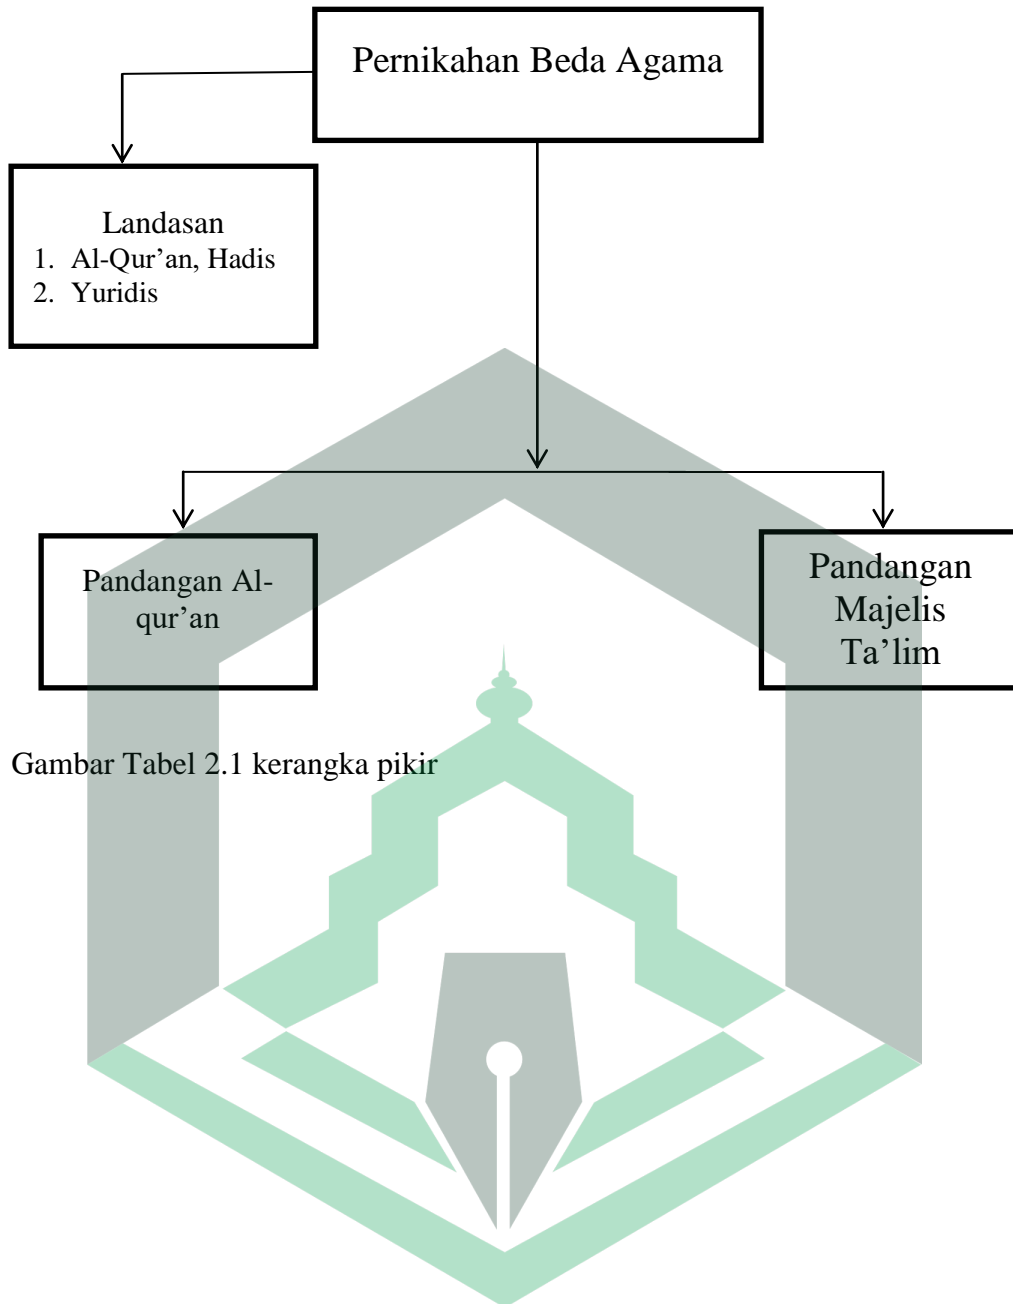 Pernikahan Beda Agama
Landasan
1. Al-Qur’an, Hadis
2. Yuridis
Pandangan Al-
qur’an
Pandangan
Majelis
Ta’lim
Gambar Tabel 2.1 kerangka pikir